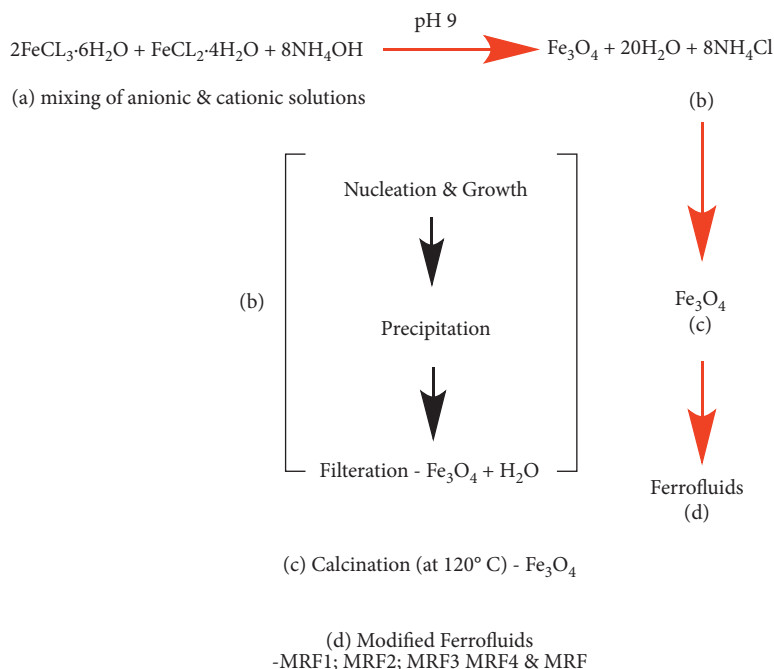 pH 9
2FeCL₃·6H₂O + FeCL₂·4H₂O + 8NH₄OH Fe₃O₄ + 20H₂O + 8NH₄Cl
(a) mixing of anionic & cationic solutions
(b)
Nucleation & Growth
(b)
Precipitation
Fe₃O₄
(c)
Filteration - Fe₃O₄ + H₂O
Ferrofluids
(d)
(c) Calcination (at 120° C) - Fe₃O₄
(d) Modified Ferrofluids
-MRF1; MRF2; MRF3 MRF4 & MRF